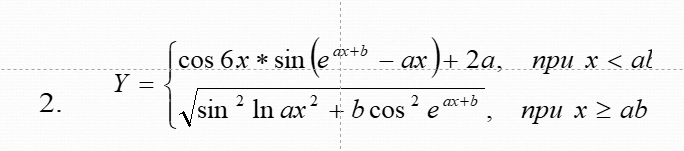 cos 6x * sin (e^(ax+b) − ax) + 2a, при x < ab
Y = {
2.
√(sin² ln ax² + b cos² e^(ax+b)), при x ≥ ab